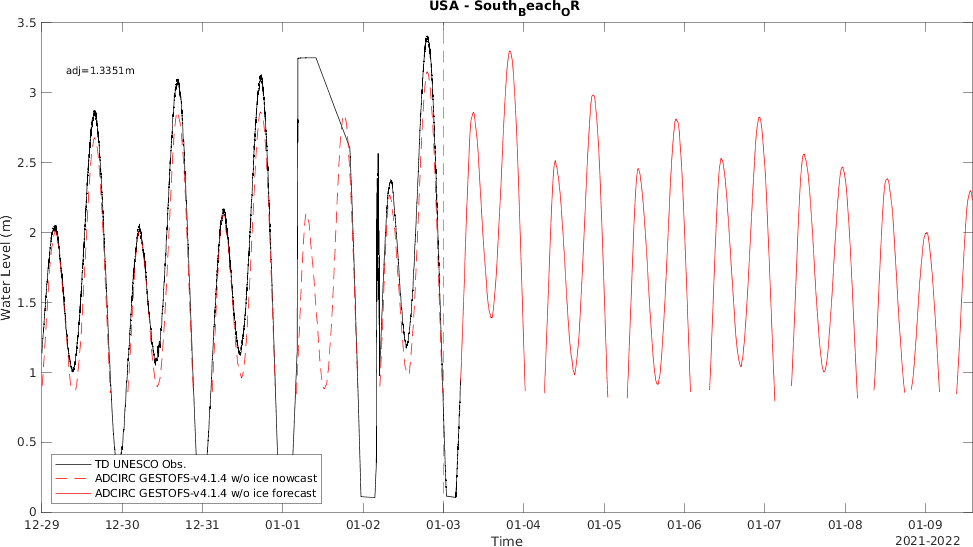 USA - South_Beach_OR
adj=1.3351m
3.5
3
2.5
2
1.5
1
0.5
0
Water Level (m)
TD UNESCO Obs.
ADCIRC GESTOFS-v4.1.4 w/o ice nowcast
ADCIRC GESTOFS-v4.1.4 w/o ice forecast
12-29 12-30 12-31 01-01 01-02 01-03 01-04 01-05 01-06 01-07 01-08 01-09
Time
2021-2022